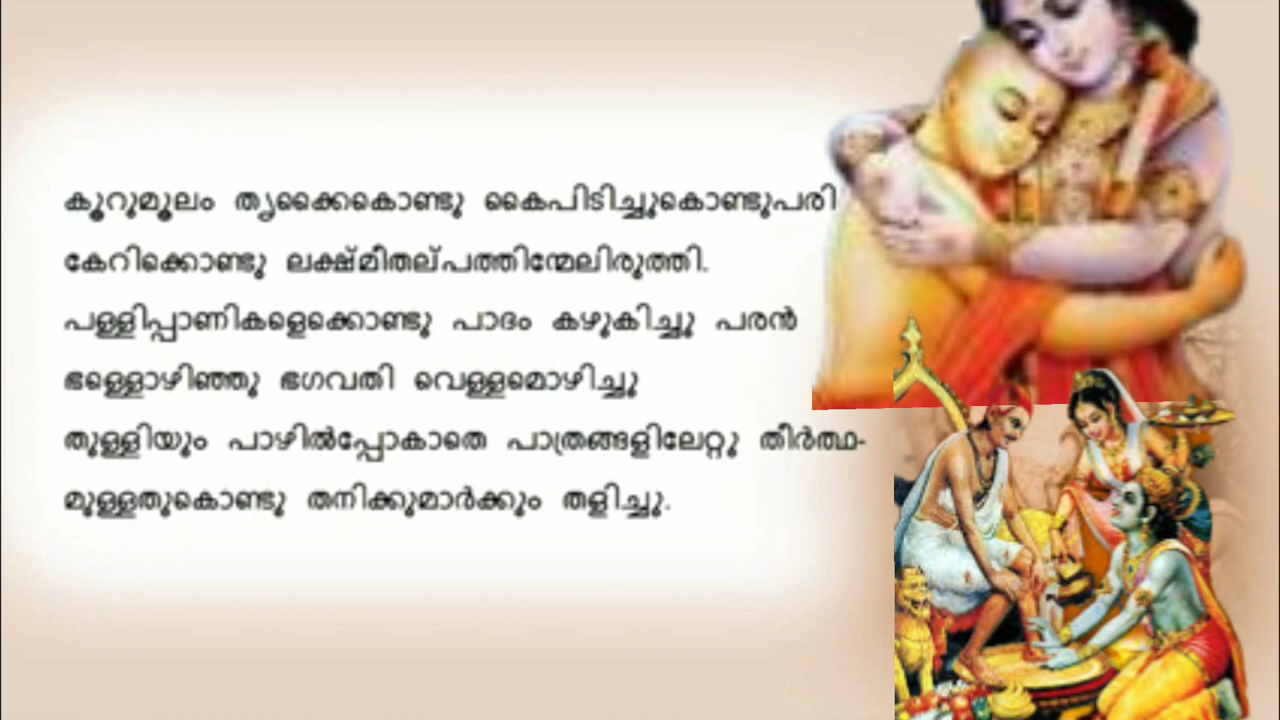 കൂറുമൂലം തൃക്കൈകൊണ്ടു കൈപിടിച്ചുകൊണ്ടുപരി
കേറിക്കൊണ്ടു ലക്ഷ്മീതല്പത്തിന്മേലിരുത്തി.
പള്ളിപ്പാണികളെക്കൊണ്ടു പാദം കഴുകിച്ചു പരൻ
ഭള്ളൊഴിഞ്ഞു ഭഗവതി വെള്ളമൊഴിച്ചു
തുള്ളിയും പാഴിൽപ്പോകാതെ പാത്രങ്ങളിലേറ്റു തീർത്ഥ-
മുള്ളതുകൊണ്ടു തനിക്കുമാർക്കും തളിച്ചു.